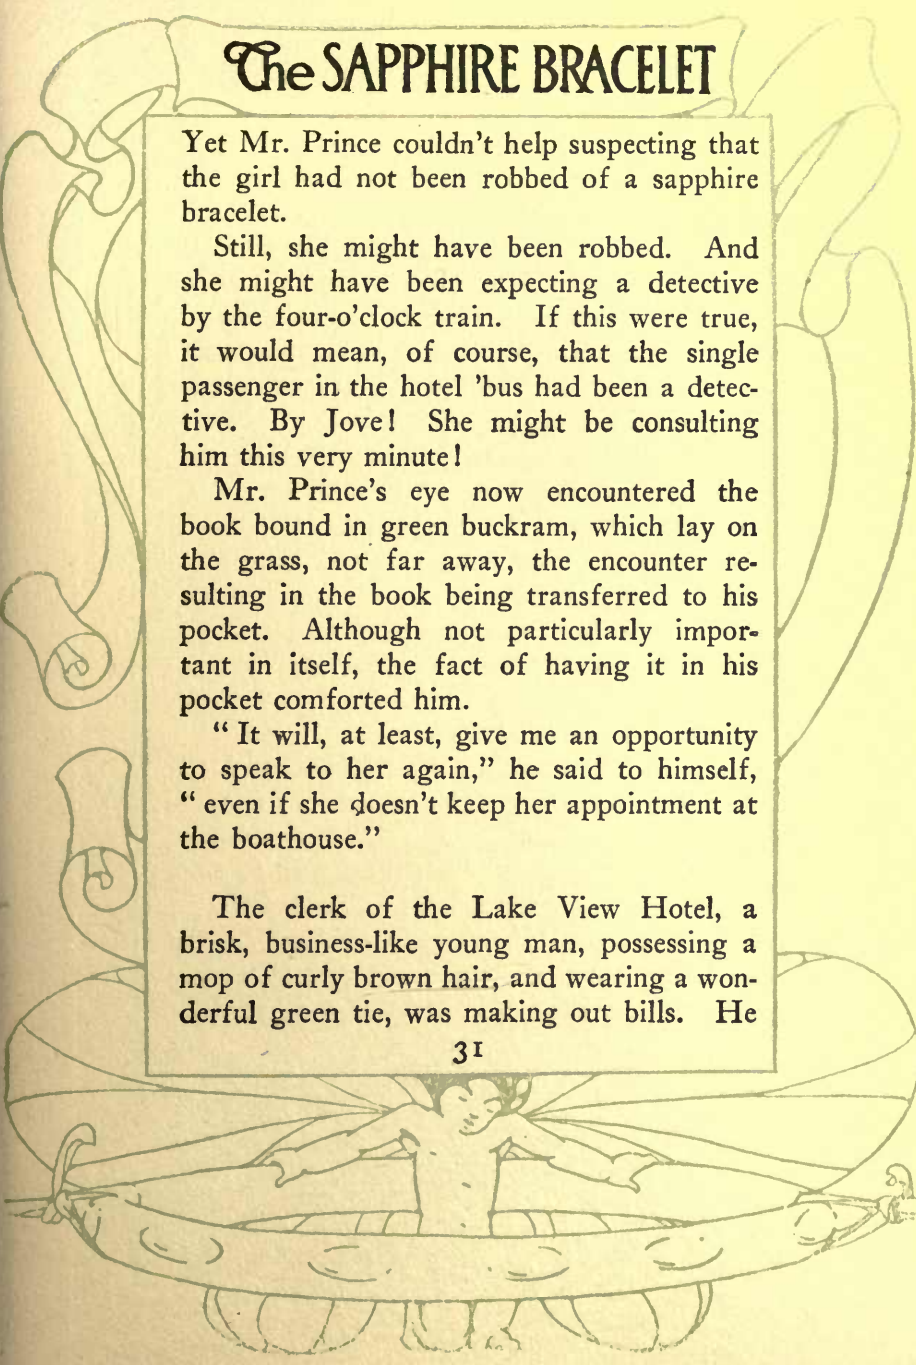 The SAPPHIRE BRACELET
Yet Mr. Prince couldn't help suspecting that
the girl had not been robbed of a sapphire
bracelet.
Still, she might have been robbed. And
she might have been expecting a detective
by the four-o'clock train. If this were true,
it would mean, of course, that the single
passenger in the hotel 'bus had been a detec-
tive. By Jove! She might be consulting
him this very minute!
Mr. Prince's eye now encountered the
book bound in green buckram, which lay on
the grass, not far away, the encounter re-
sulting in the book being transferred to his
pocket. Although not particularly impor-
tant in itself, the fact of having it in his
pocket comforted him.
"It will, at least, give me an opportunity
to speak to her again," he said to himself,
"even if she doesn't keep her appointment at
the boathouse."
The clerk of the Lake View Hotel, a
brisk, business-like young man, possessing a
mop of curly brown hair, and wearing a won-
derful green tie, was making out bills. He
31